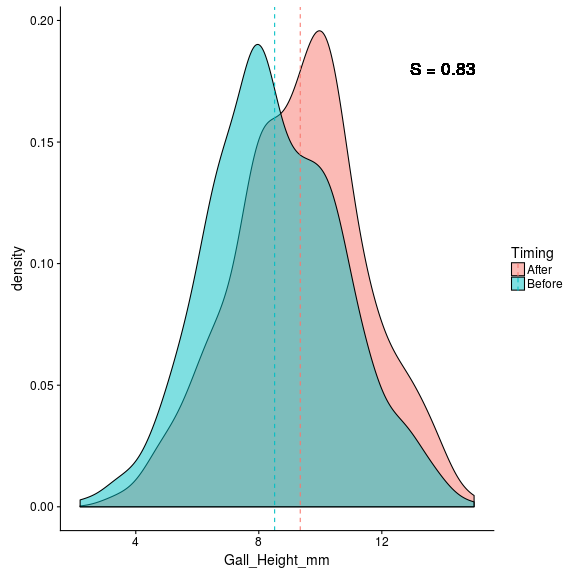 0.20
S = 0.83
0.15
density
0.10
0.05
0.00
4
8
12
Gall_Height_mm
Timing
After
Before